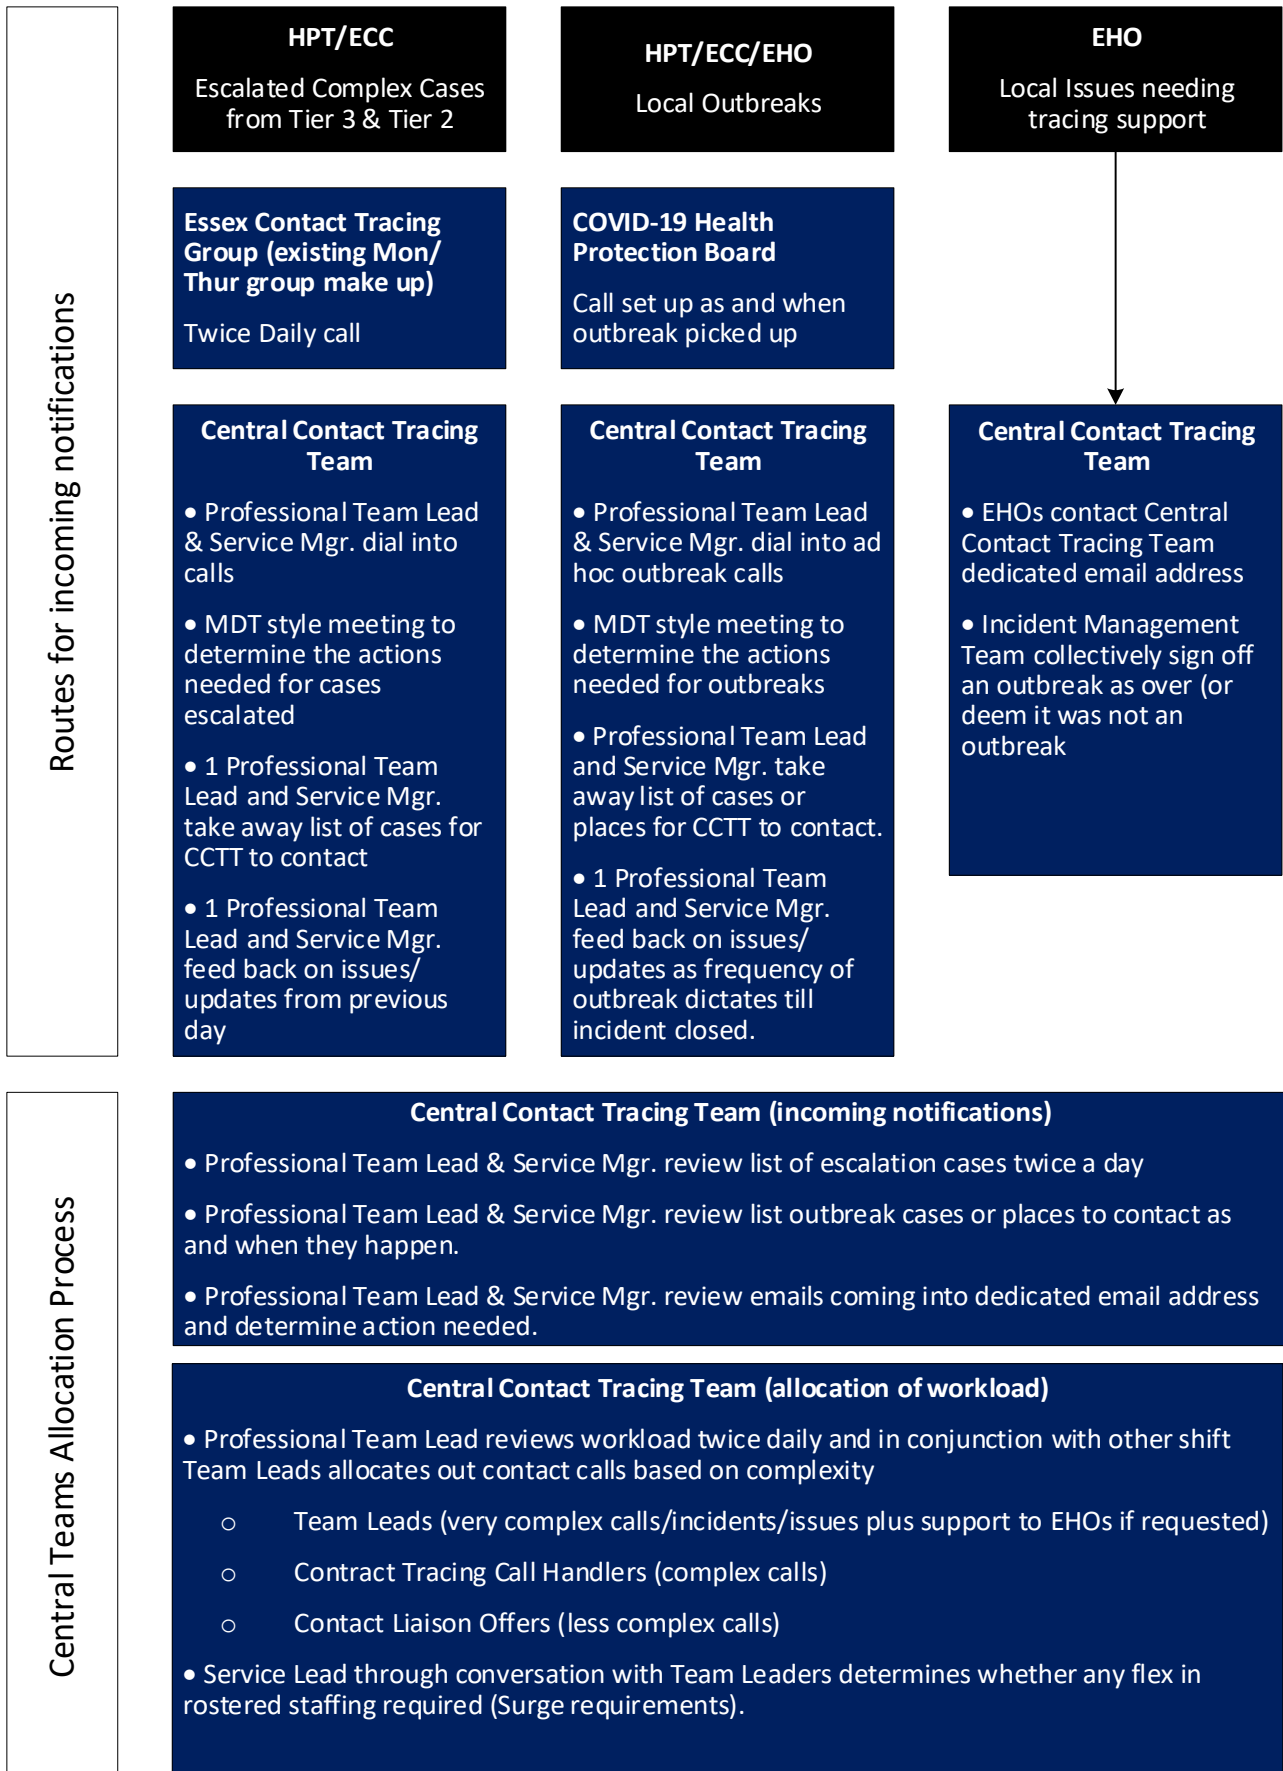 HPT/ECC
Escalated Complex Cases
from Tier 3 & Tier 2
HPT/ECC/EHO
Local Outbreaks
EHO
Local Issues needing
tracing support
Routes for incoming notifications
Essex Contact Tracing
Group (existing Mon/
Thur group make up)
Twice Daily call
COVID-19 Health
Protection Board
Call set up as and when
outbreak picked up
Central Contact Tracing
Team
• Professional Team Lead
& Service Mgr. dial into
calls
• MDT style meeting to
determine the actions
needed for cases
escalated
• 1 Professional Team
Lead and Service Mgr.
take away list of cases for
CCTT to contact
• 1 Professional Team
Lead and Service Mgr.
feed back on issues/
updates from previous
day
Central Contact Tracing
Team
• Professional Team Lead
& Service Mgr. dial into ad
hoc outbreak calls
• MDT style meeting to
determine the actions
needed for outbreaks
• Professional Team Lead
and Service Mgr. take
away list of cases or
places for CCTT to contact.
• 1 Professional Team
Lead and Service Mgr.
feed back on issues/
updates as frequency of
outbreak dictates till
incident closed.
Central Contact Tracing
Team
• EHOs contact Central
Contact Tracing Team
dedicated email address
• Incident Management
Team collectively sign off
an outbreak as over (or
deem it was not an
outbreak
Central Teams Allocation Process
Central Contact Tracing Team (incoming notifications)
• Professional Team Lead & Service Mgr. review list of escalation cases twice a day
• Professional Team Lead & Service Mgr. review list outbreak cases or places to contact as
and when they happen.
• Professional Team Lead & Service Mgr. review emails coming into dedicated email address
and determine action needed.
Central Contact Tracing Team (allocation of workload)
• Professional Team Lead reviews workload twice daily and in conjunction with other shift
Team Leads allocates out contact calls based on complexity
o Team Leads (very complex calls/incidents/issues plus support to EHOs if requested)
o Contract Tracing Call Handlers (complex calls)
o Contact Liaison Offers (less complex calls)
• Service Lead through conversation with Team Leaders determines whether any flex in
rostered staffing required (Surge requirements).